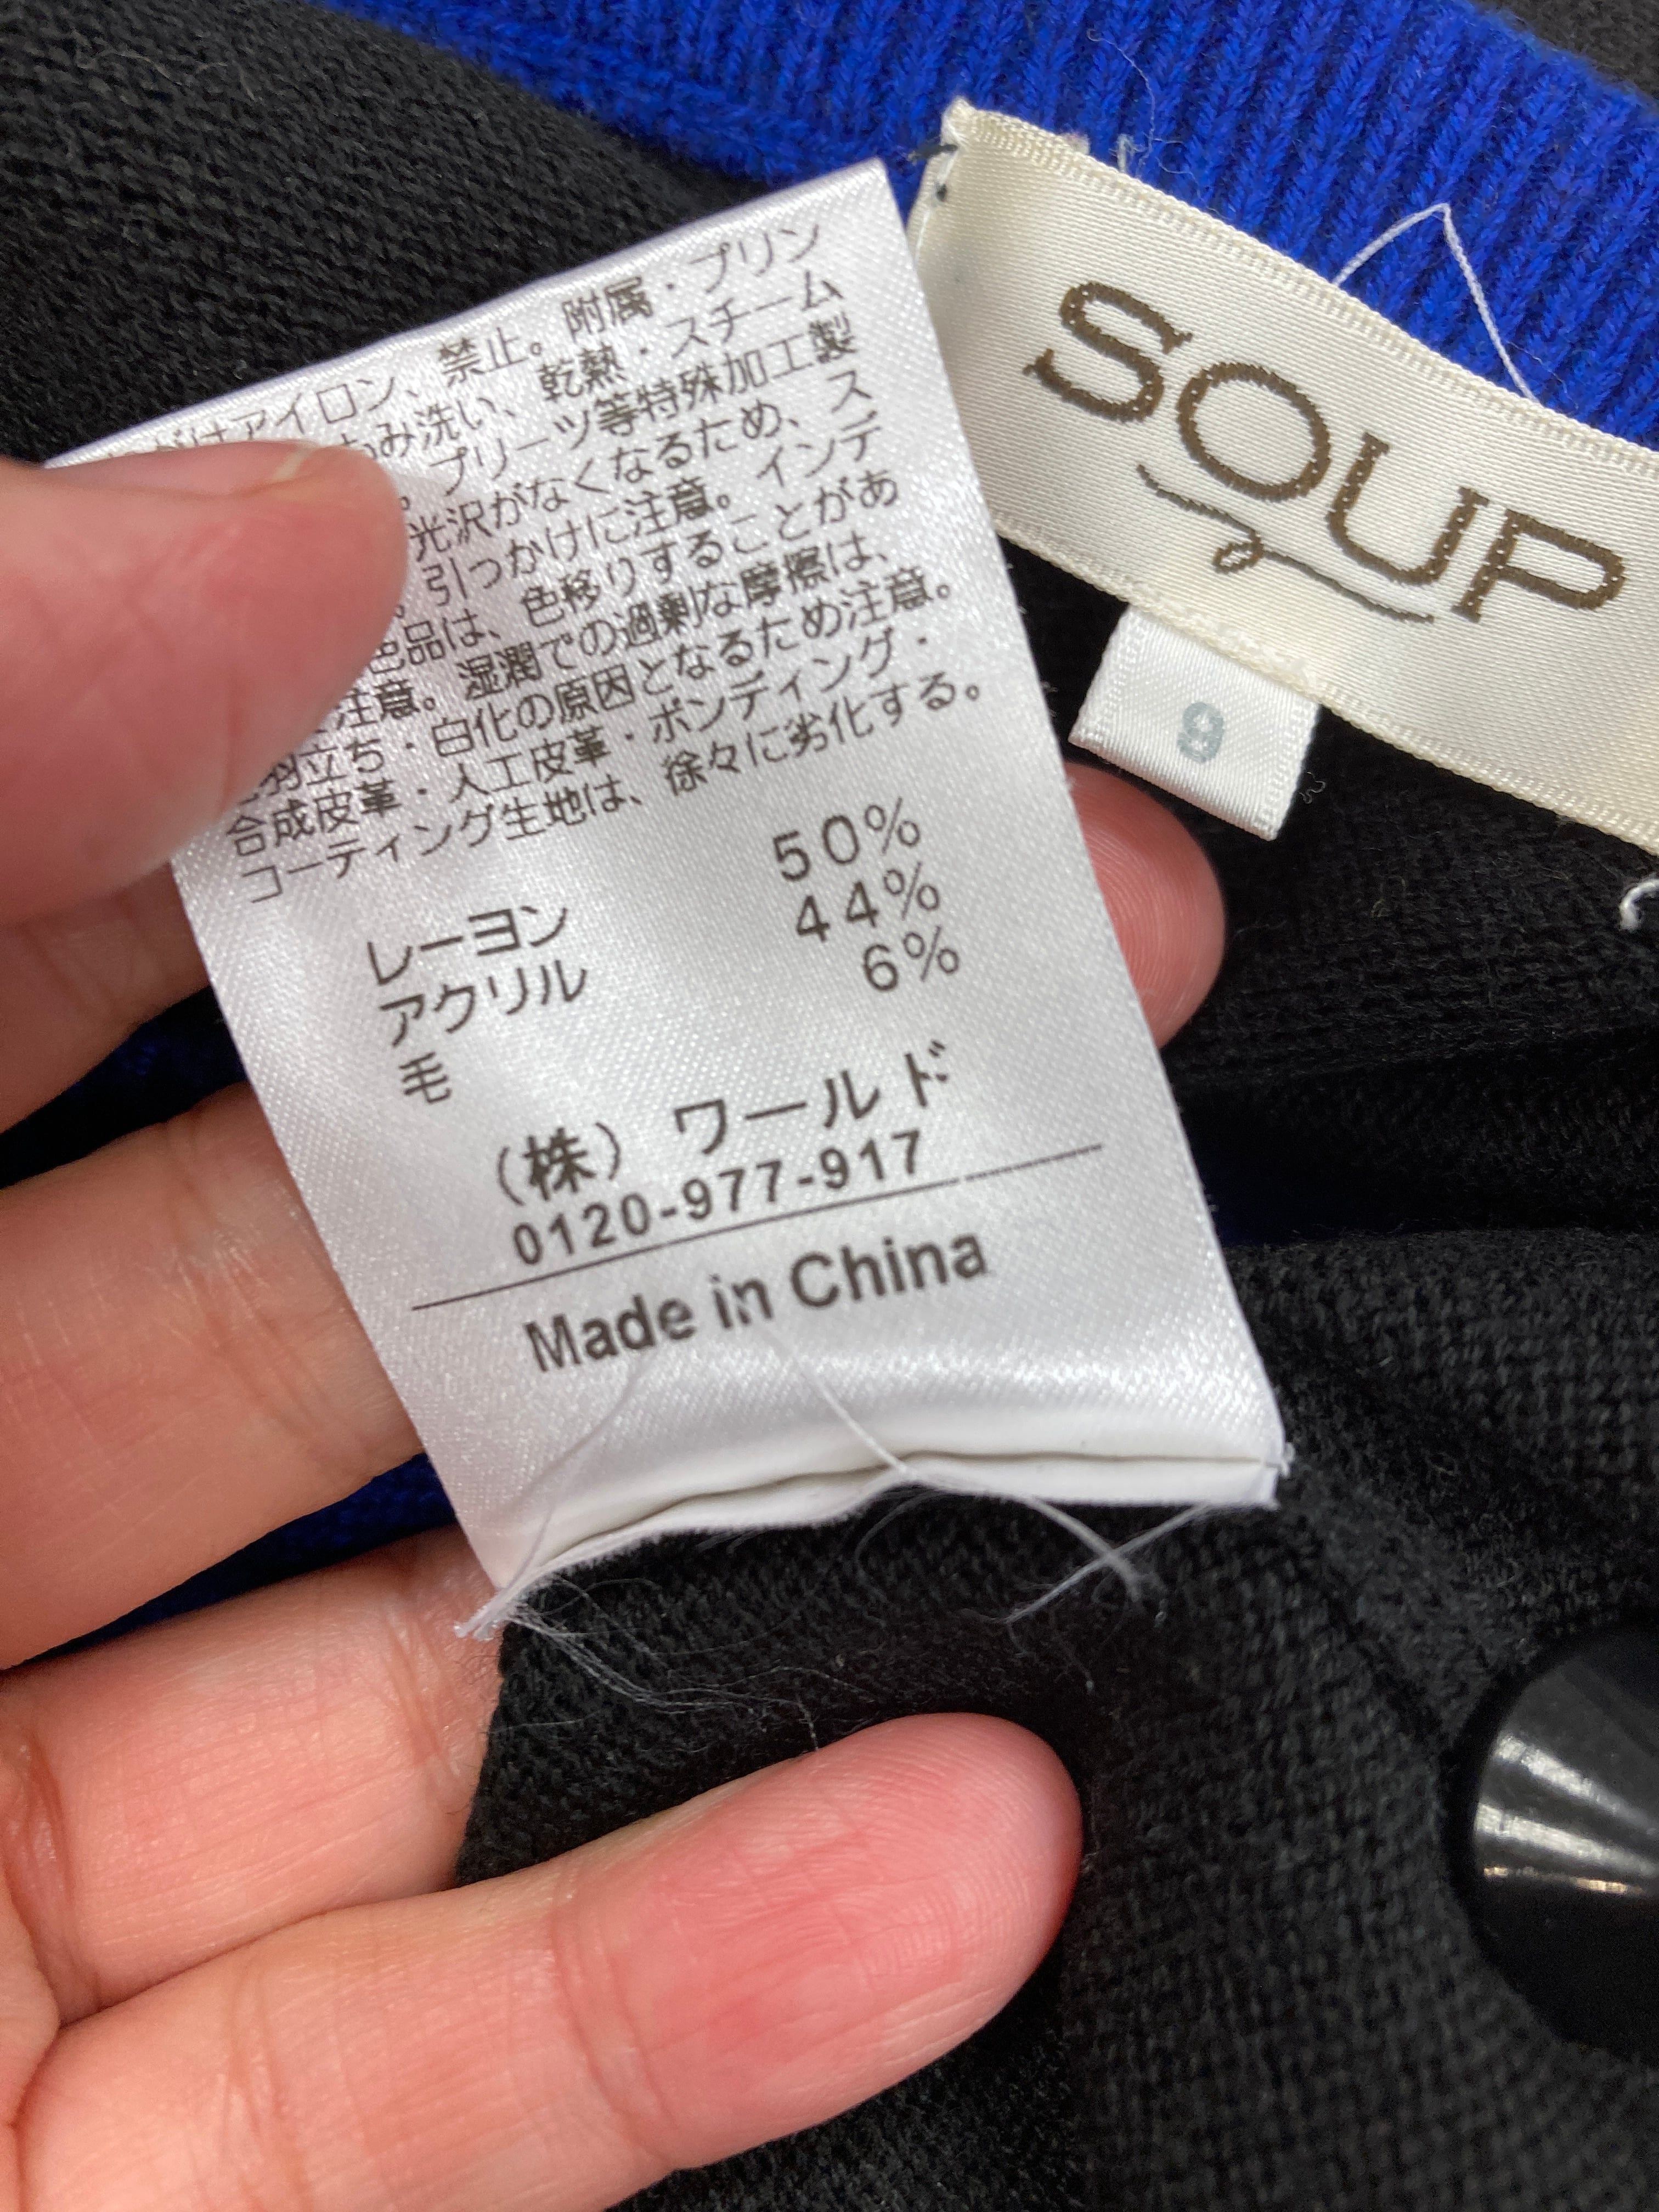 はアイロン、禁止。附属・プリン
み洗い、乾熱・スチーム
。プリーツ等特殊加工製
光沢がなくなるため、ス
。引っかけに注意。インデ
色品は、色移りすることがあ
注意。湿潤での過剰な摩擦は、
羽立ち・白化の原因となるため注意。
合成皮革・人工皮革・ボンディング・
コーティング生地は、徐々に劣化する。
レーヨン 50%
アクリル 44%
毛 6%
(株) ワールド
0120-977-917
Made in China
SOUP
9